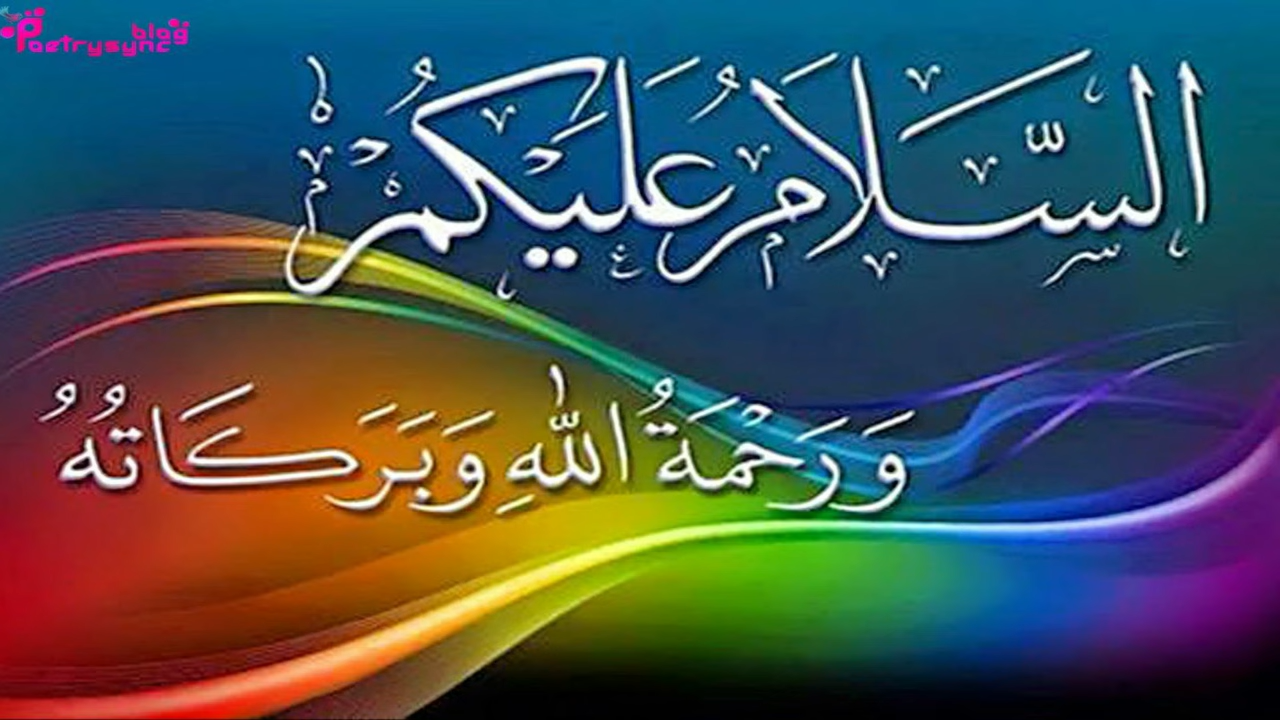 Poetrysync blog
السَّلَامُ عَلَيْكُمْ
وَرَحْمَةُ اللهِ وَبَرَكَاتُهُ